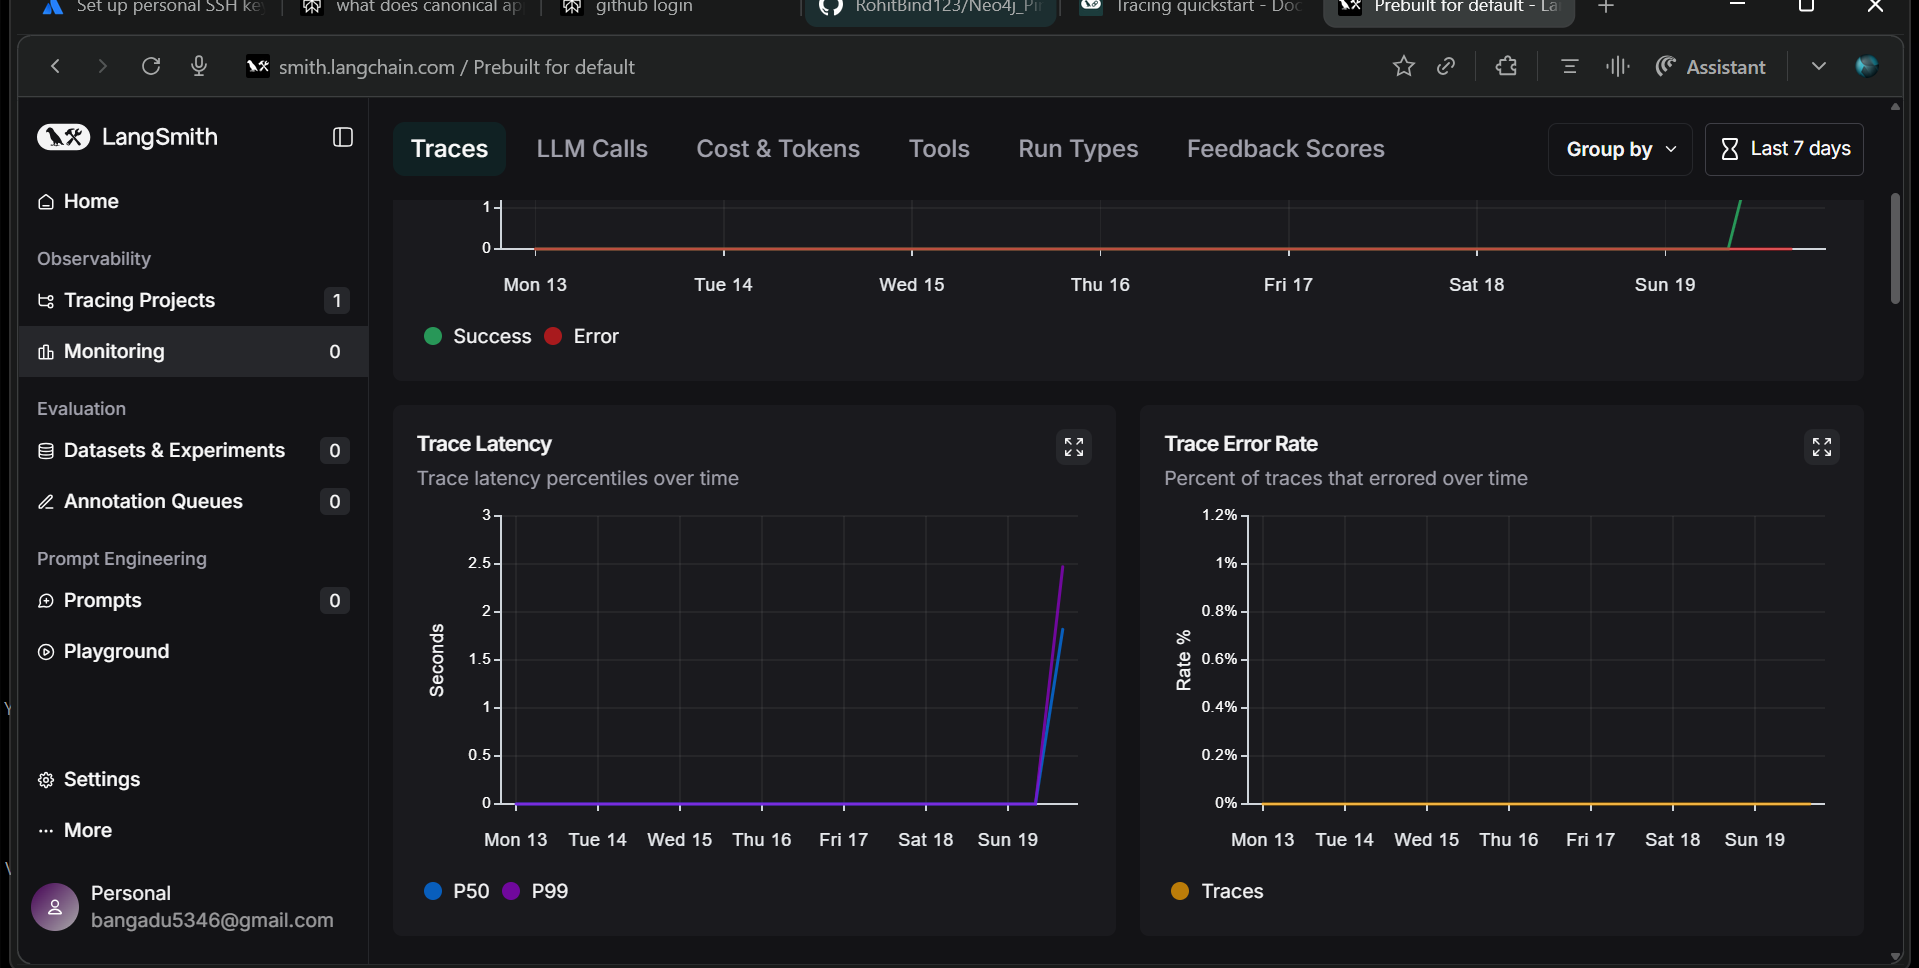 Set up personal SSH ke
what does canonical ap
github login
RohitBind123/Neo4j_Pi
Tracing quickstart - Doc
Prebuilt for default - La
smith.langchain.com / Prebuilt for default
Assistant
LangSmith
Home
Observability
Tracing Projects 1
Monitoring 0
Evaluation
Datasets & Experiments 0
Annotation Queues 0
Prompt Engineering
Prompts 0
Playground
Settings
More
Personal
bangadu5346@gmail.com
Traces
LLM Calls
Cost & Tokens
Tools
Run Types
Feedback Scores
Group by
Last 7 days
1
0
Mon 13 Tue 14 Wed 15 Thu 16 Fri 17 Sat 18 Sun 19
Success Error
Trace Latency
Trace latency percentiles over time
3
2.5
2
1.5
1
0.5
0
Seconds
Mon 13 Tue 14 Wed 15 Thu 16 Fri 17 Sat 18 Sun 19
P50 P99
Trace Error Rate
Percent of traces that errored over time
1.2%
1%
0.8%
0.6%
0.4%
0.2%
0%
Rate %
Mon 13 Tue 14 Wed 15 Thu 16 Fri 17 Sat 18 Sun 19
Traces